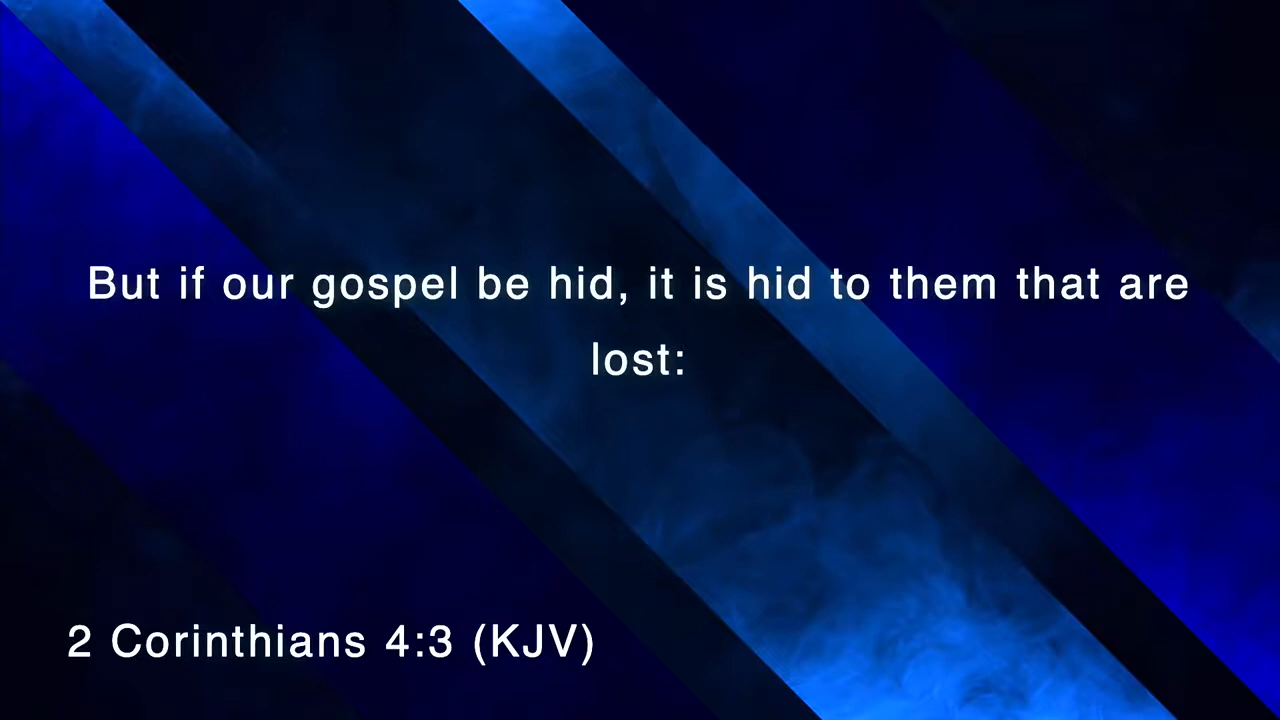 But if our gospel be hid, it is hid to them that are
lost:
2 Corinthians 4:3 (KJV)